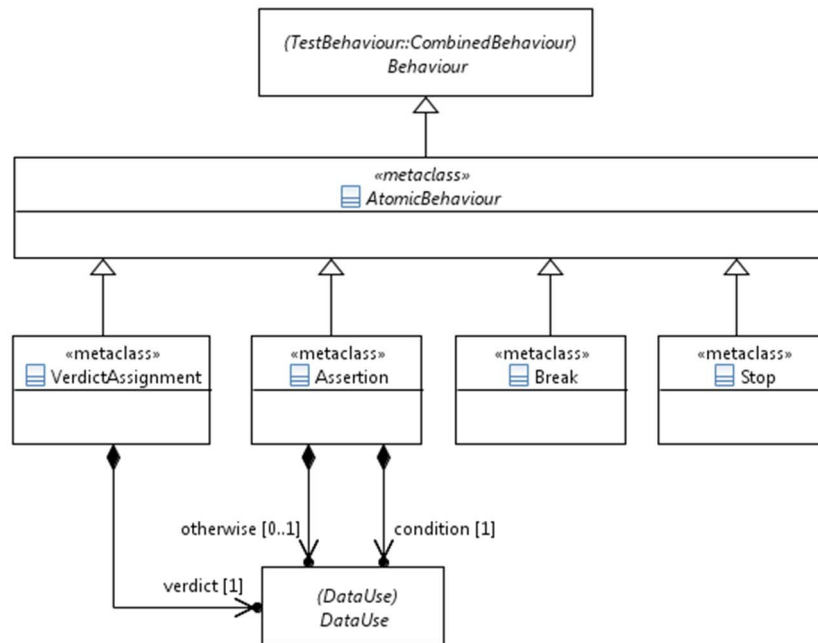 (TestBehaviour::CombinedBehaviour)
Behaviour
«metaclass»
AtomicBehaviour
«metaclass»
VerdictAssignment
«metaclass»
Assertion
«metaclass»
Break
«metaclass»
Stop
otherwise [0..1]
condition [1]
verdict [1]
(DataUse)
DataUse